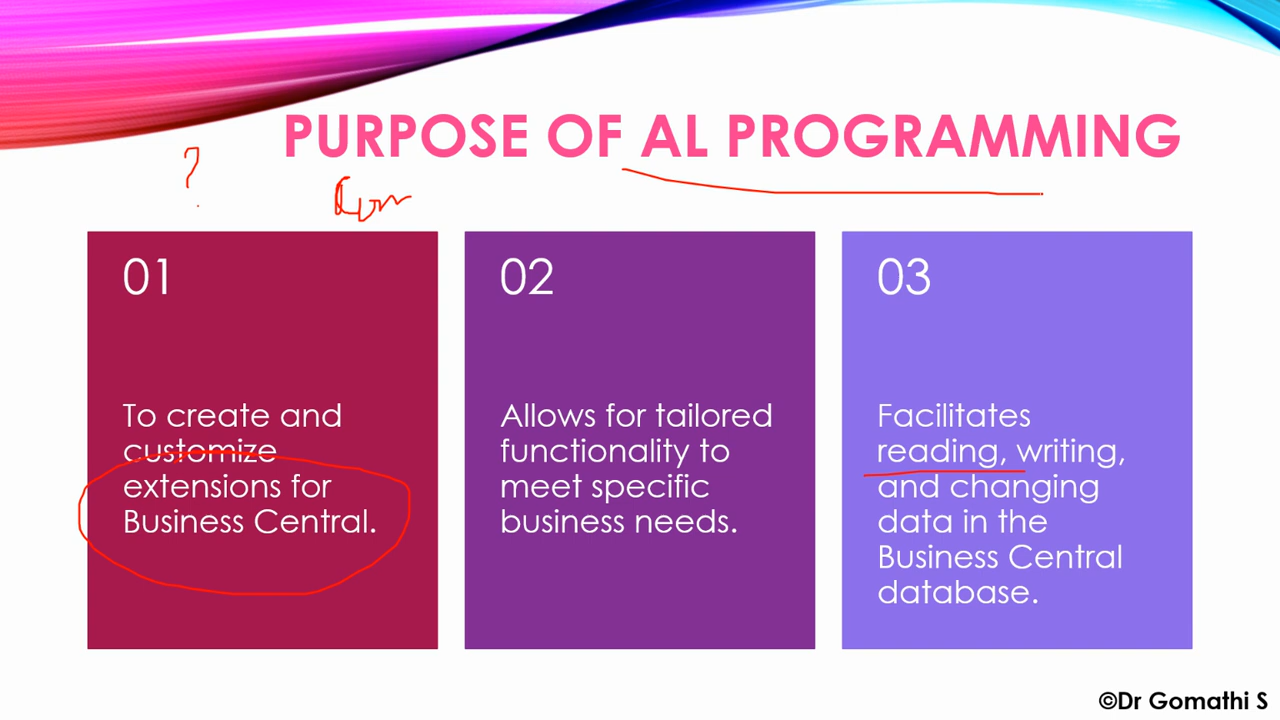 PURPOSE OF AL PROGRAMMING
?
01
To create and
customize
extensions for
Business Central.
02
Allows for tailored
functionality to
meet specific
business needs.
03
Facilitates
reading, writing,
and changing
data in the
Business Central
database.
©Dr Gomathi S